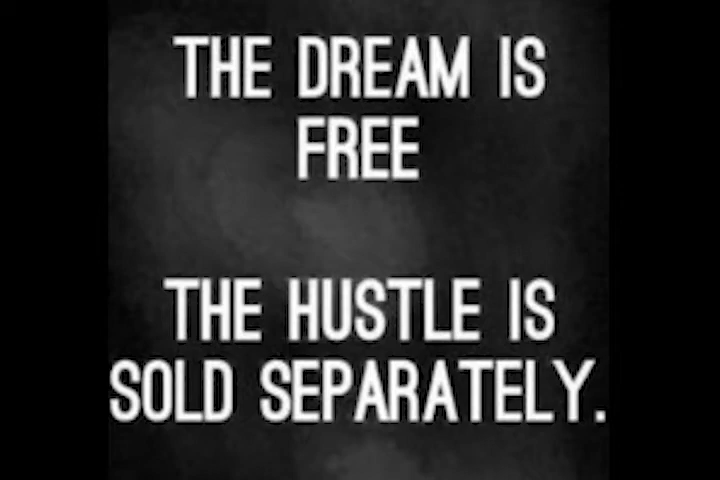 THE DREAM IS
FREE
THE HUSTLE IS
SOLD SEPARATELY.